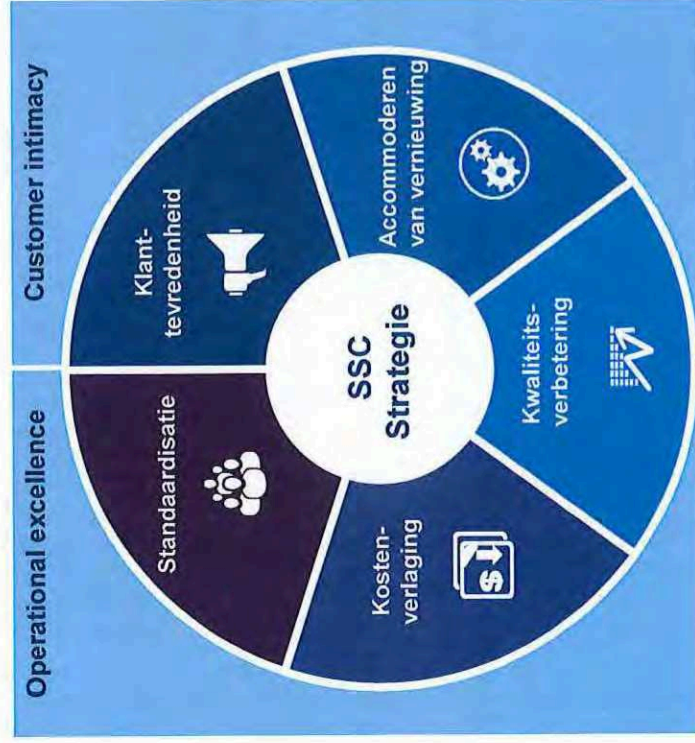 Operational excellence
Customer intimacy
Standaardisatie
Klant-
tevredenheid
Kosten-
verlaging
SSC
Strategie
Accommoderen
van vernieuwing
Kwaliteits-
verbetering
$